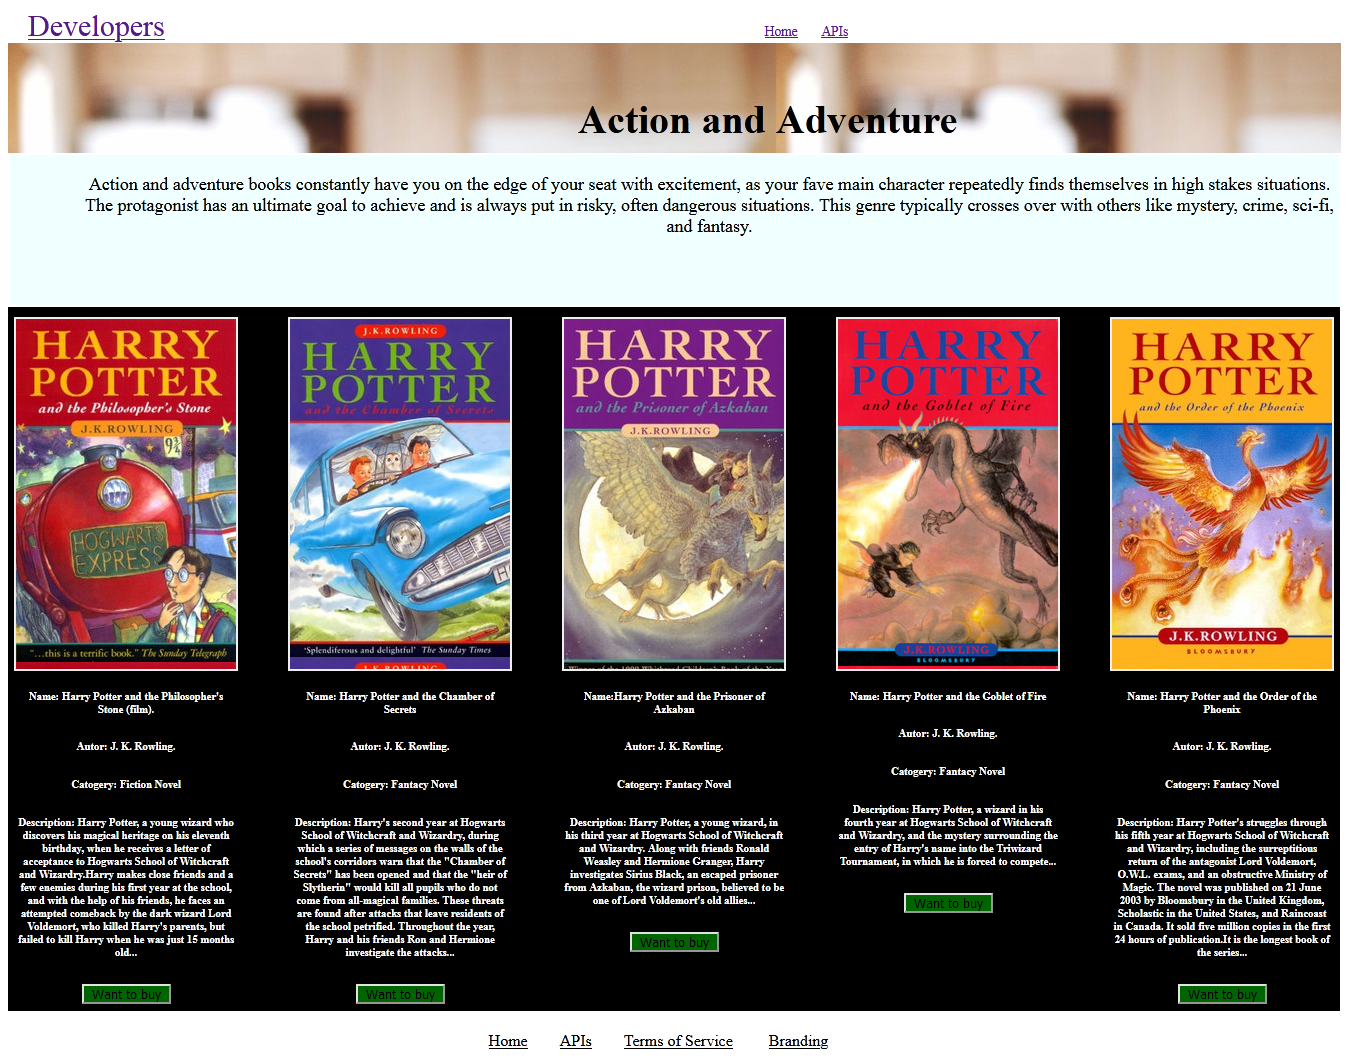 Developers
Home APIs
Action and Adventure
Action and adventure books constantly have you on the edge of your seat with excitement, as your fave main character repeatedly finds themselves in high stakes situations.
The protagonist has an ultimate goal to achieve and is always put in risky, often dangerous situations. This genre typically crosses over with others like mystery, crime, sci-fi,
and fantasy.
HARRY
POTTER
and the Philosopher's Stone
J.K.ROWLING
9¾
HOGWARTS
EXPRESS
"...this is a terrific book." The Sunday Telegraph
Name: Harry Potter and the Philosopher's
Stone (film).
Autor: J. K. Rowling.
Catogery: Fiction Novel
Description: Harry Potter, a young wizard who
discovers his magical heritage on his eleventh
birthday, when he receives a letter of
acceptance to Hogwarts School of Witchcraft
and Wizardry.Harry makes close friends and a
few enemies during his first year at the school,
and with the help of his friends, he faces an
attempted comeback by the dark wizard Lord
Voldemort, who killed Harry's parents, but
failed to kill Harry when he was just 15 months
old...
Want to buy
J.K.ROWLING
HARRY
POTTER
and the Chamber of Secrets
'Splendiferous and delightful' The Sunday Times
J.K.ROWLING
Name: Harry Potter and the Chamber of
Secrets
Autor: J. K. Rowling.
Catogery: Fantacy Novel
Description: Harry's second year at Hogwarts
School of Witchcraft and Wizardry, during
which a series of messages on the walls of the
school's corridors warn that the "Chamber of
Secrets" has been opened and that the "heir of
Slytherin" would kill all pupils who do not
come from all-magical families. These threats
are found after attacks that leave residents of
the school petrified. Throughout the year,
Harry and his friends Ron and Hermione
investigate the attacks...
Want to buy
HARRY
POTTER
and the Prisoner of Azkaban
J.K.ROWLING
Name:Harry Potter and the Prisoner of
Azkaban
Autor: J. K. Rowling.
Catogery: Fantacy Novel
Description: Harry Potter, a young wizard, in
his third year at Hogwarts School of Witchcraft
and Wizardry. Along with friends Ronald
Weasley and Hermione Granger, Harry
investigates Sirius Black, an escaped prisoner
from Azkaban, the wizard prison, believed to be
one of Lord Voldemort's old allies...
Want to buy
HARRY
POTTER
and the Goblet of Fire
J.K.ROWLING
BLOOMSBURY
Name: Harry Potter and the Goblet of Fire
Autor: J. K. Rowling.
Catogery: Fantacy Novel
Description: Harry Potter, a wizard in his
fourth year at Hogwarts School of Witchcraft
and Wizardry, and the mystery surrounding the
entry of Harry's name into the Triwizard
Tournament, in which he is forced to compete...
Want to buy
HARRY
POTTER
and the Order of the Phoenix
J.K.ROWLING
BLOOMSBURY
Name: Harry Potter and the Order of the
Phoenix
Autor: J. K. Rowling.
Catogery: Fantacy Novel
Description: Harry Potter's struggles through
his fifth year at Hogwarts School of Witchcraft
and Wizardry, including the surreptitious
return of the antagonist Lord Voldemort,
O.W.L. exams, and an obstructive Ministry of
Magic. The novel was published on 21 June
2003 by Bloomsbury in the United Kingdom,
Scholastic in the United States, and Raincoast
in Canada. It sold five million copies in the first
24 hours of publication.It is the longest book of
the series...
Want to buy
Home APIs Terms of Service Branding